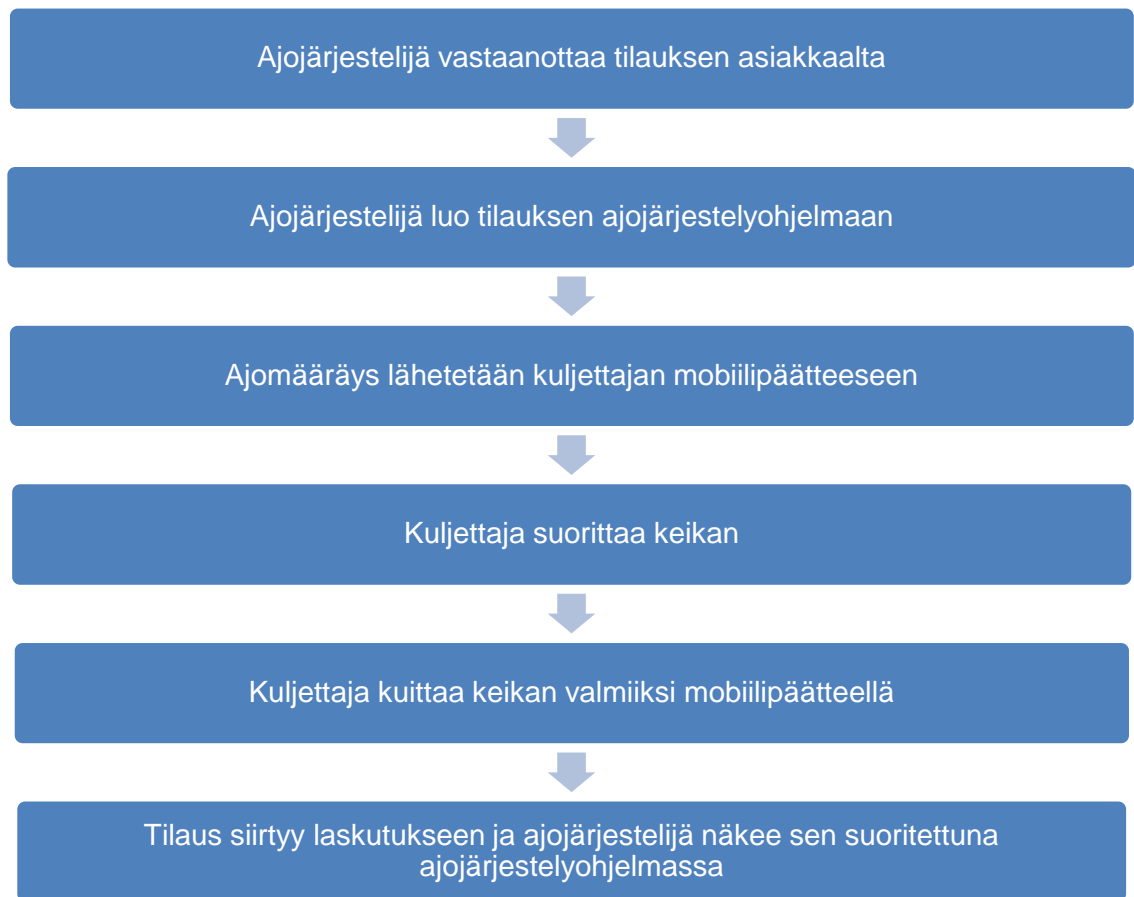 Ajojärjestelijä vastaanottaa tilauksen asiakkaalta
Ajojärjestelijä luo tilauksen ajojärjestelyohjelmaan
Ajomääräys lähetetään kuljettajan mobiilipäätteeseen
Kuljettaja suorittaa keikan
Kuljettaja kuittaa keikan valmiiksi mobiilipäätteellä
Tilaus siirtyy laskutukseen ja ajojärjestelijä näkee sen suoritettuna
ajojärjestelyohjelmassa